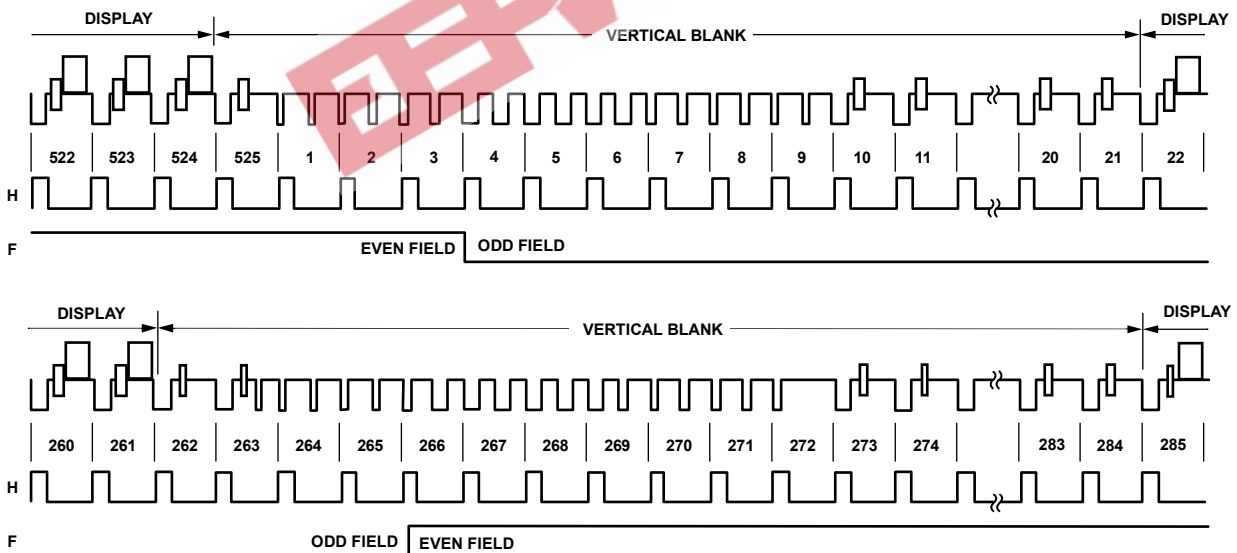 DISPLAY VERTICAL BLANK DISPLAY
522 523 524 525 1 2 3 4 5 6 7 8 9 10 11 20 21 22
H
F EVEN FIELD ODD FIELD
DISPLAY VERTICAL BLANK DISPLAY
260 261 262 263 264 265 266 267 268 269 270 271 272 273 274 283 284 285
H
F ODD FIELD EVEN FIELD